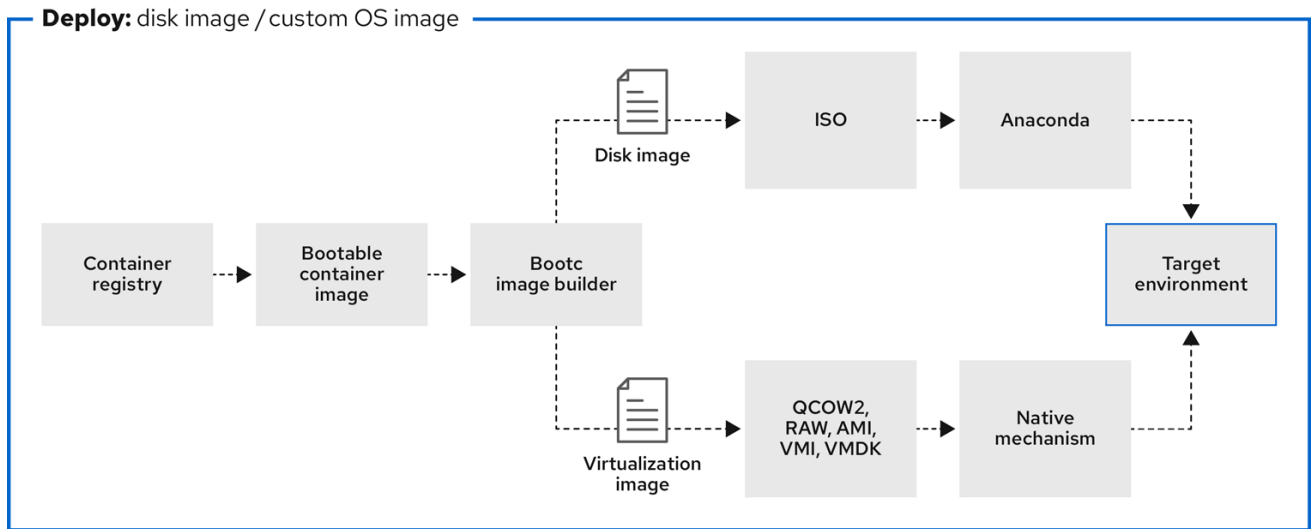 Deploy: disk image / custom OS image
Disk image
ISO
Anaconda
Container
registry
Bootable
container
image
Bootc
image builder
Target
environment
Virtualization
image
QCOW2,
RAW, AMI,
VMI, VMDK
Native
mechanism